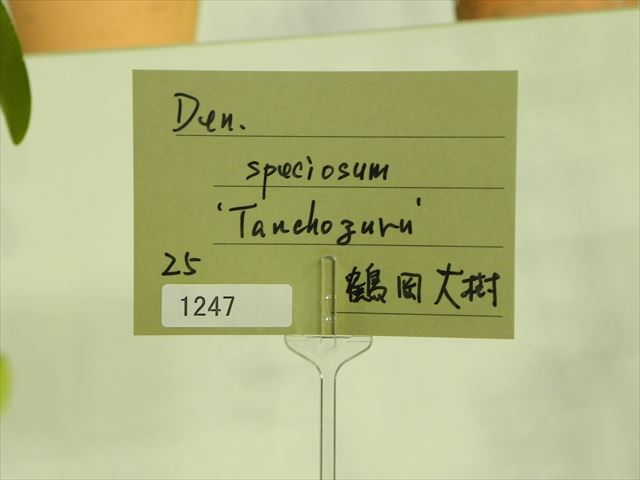 Den.
speciosum
'Tanchozuru'
25
1247
鶴岡大樹